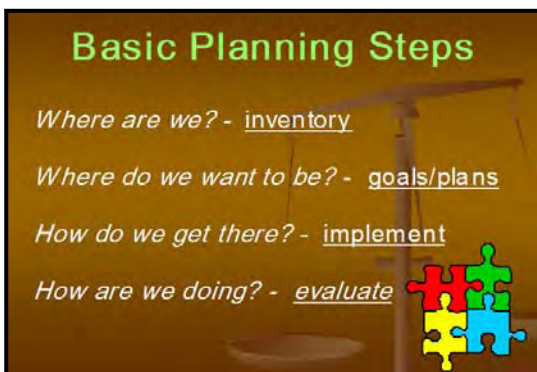 Basic Planning Steps
Where are we? - inventory
Where do we want to be? - goals/plans
How do we get there? - implement
How are we doing? - evaluate